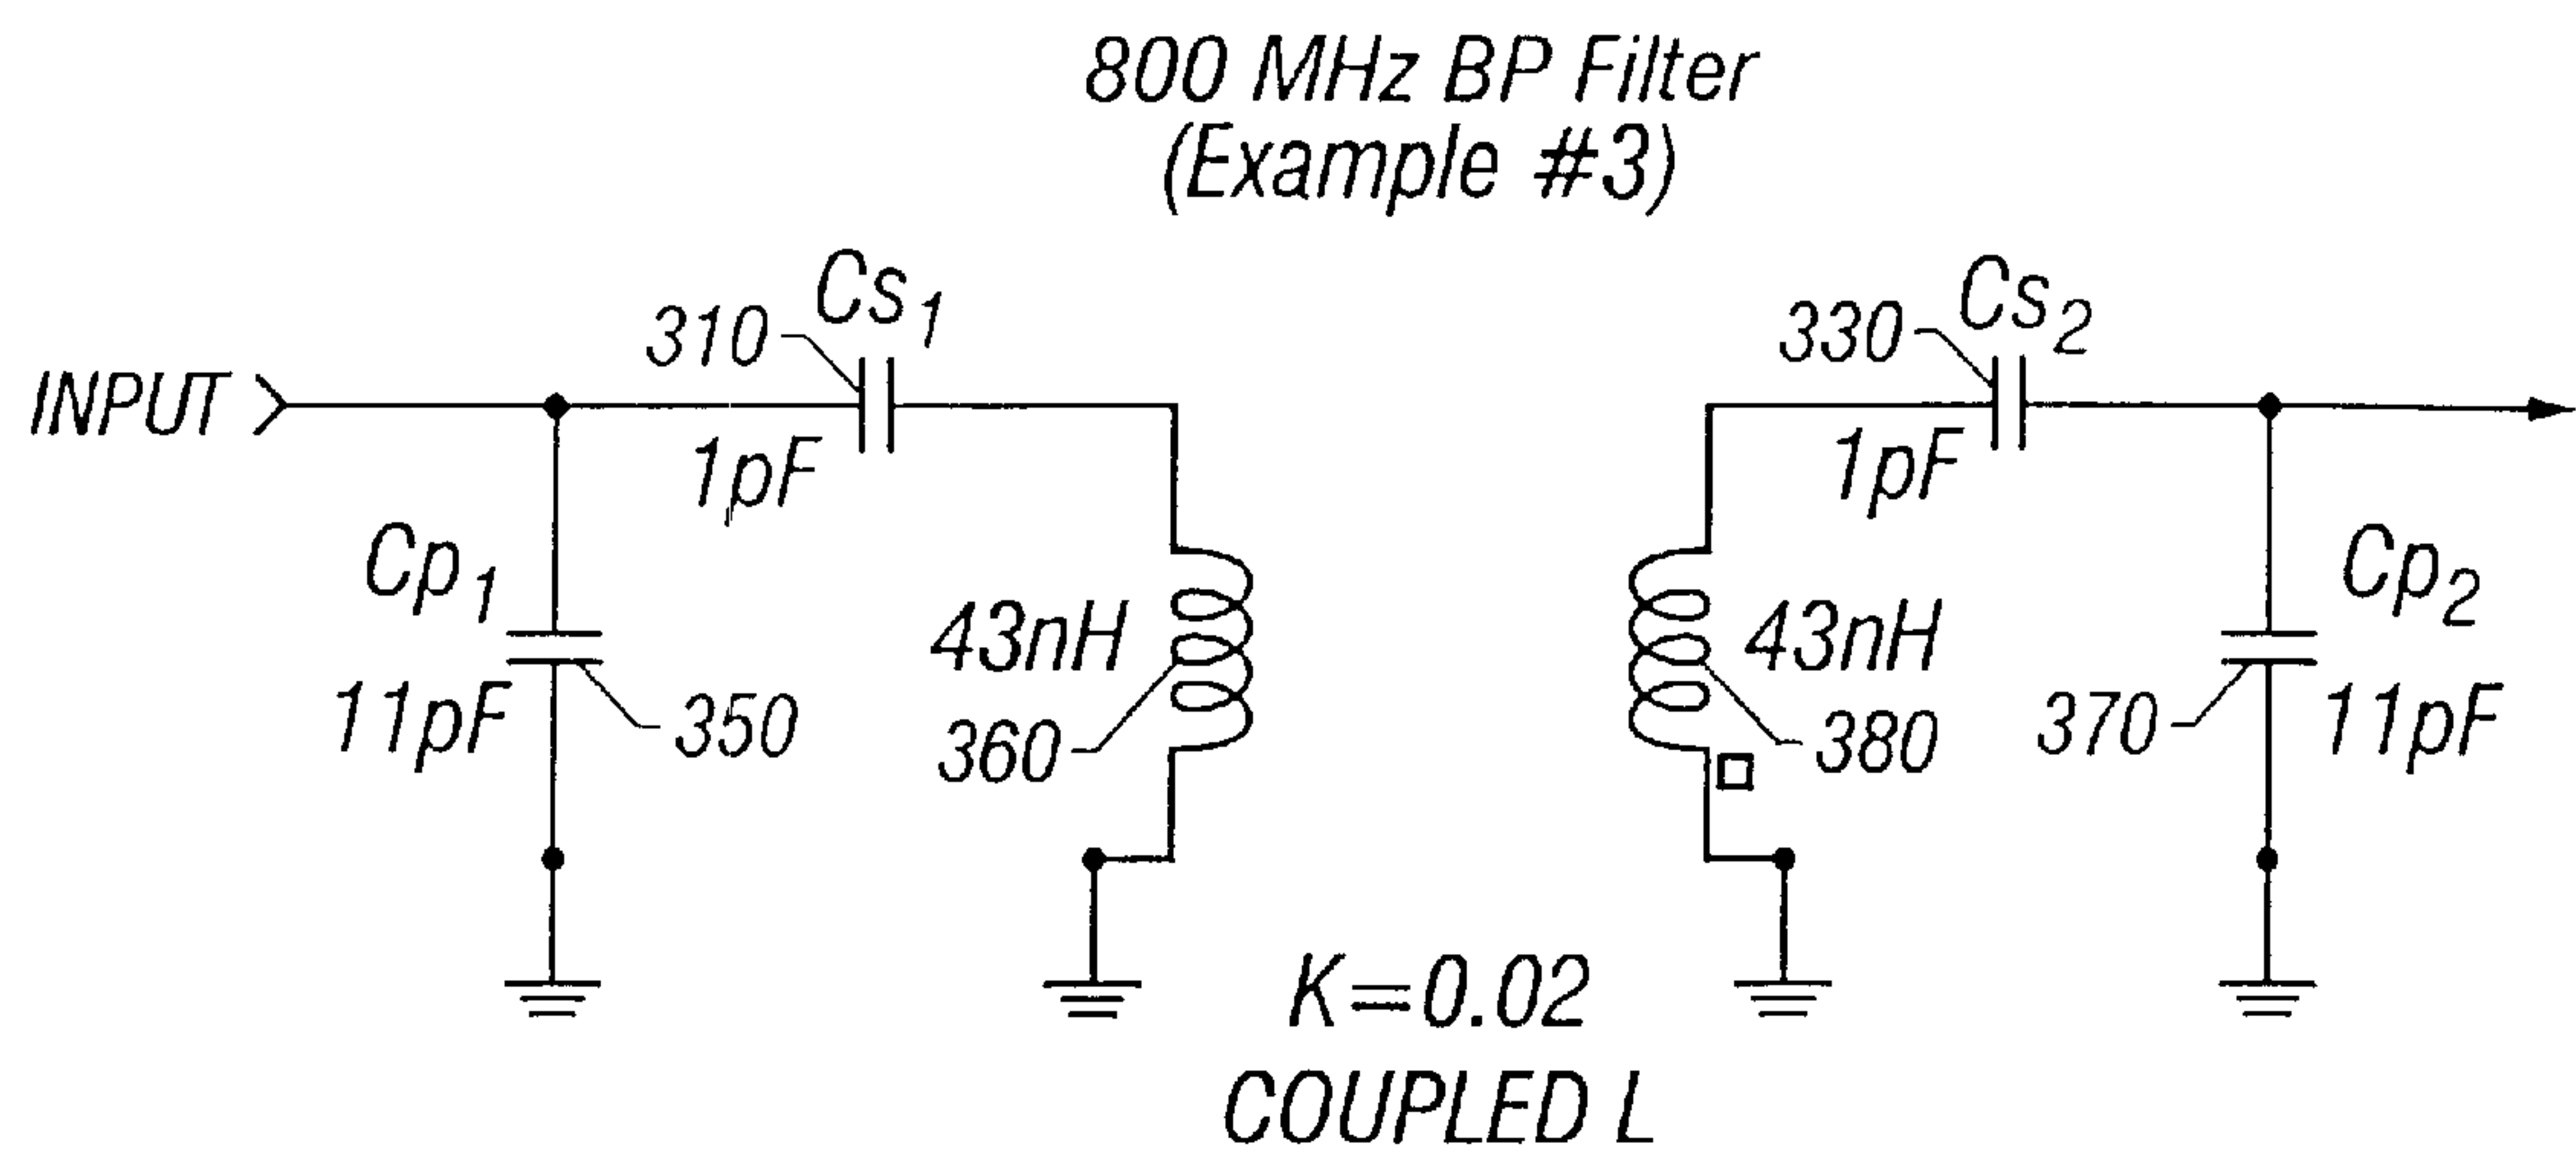 800 MHz BP Filter
(Example #3)
Cs1
310
Cs2
330
INPUT
1pF
1pF
Cp1
Cp2
43nH
43nH
11pF
350
360
380
370
11pF
K=0.02
COUPLED L